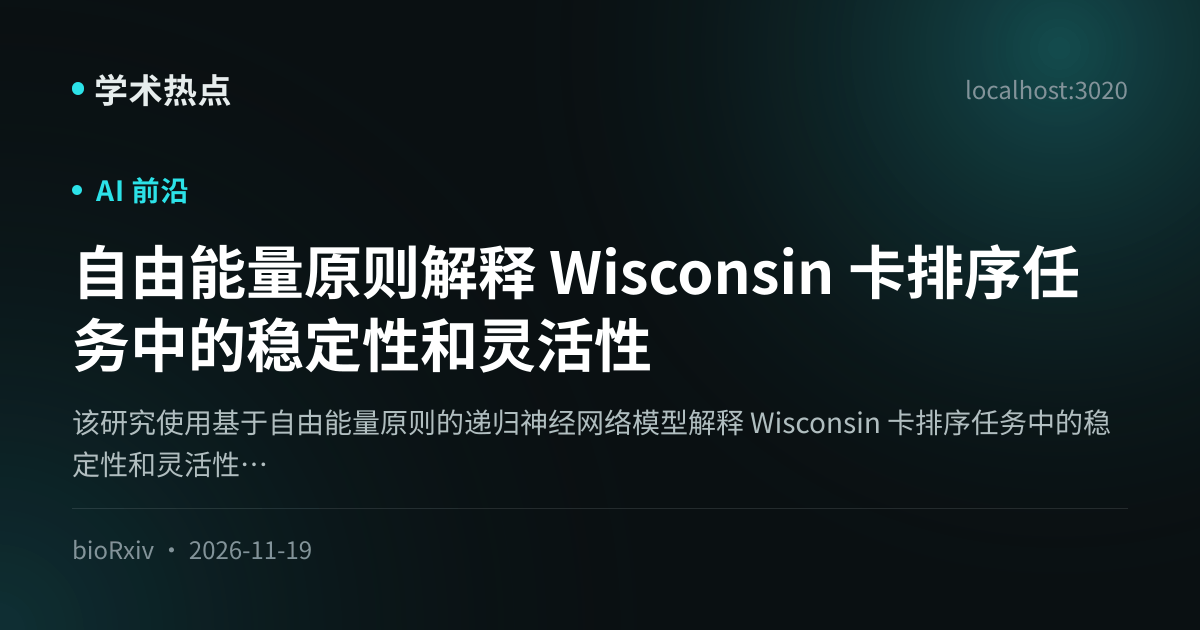 学术热点
localhost:3020
AI 前沿
自由能量原则解释 Wisconsin 卡排序任
务中的稳定性和灵活性
该研究使用基于自由能量原则的递归神经网络模型解释 Wisconsin 卡排序任务中的稳
定性和灵活性…
bioRxiv • 2026-11-19